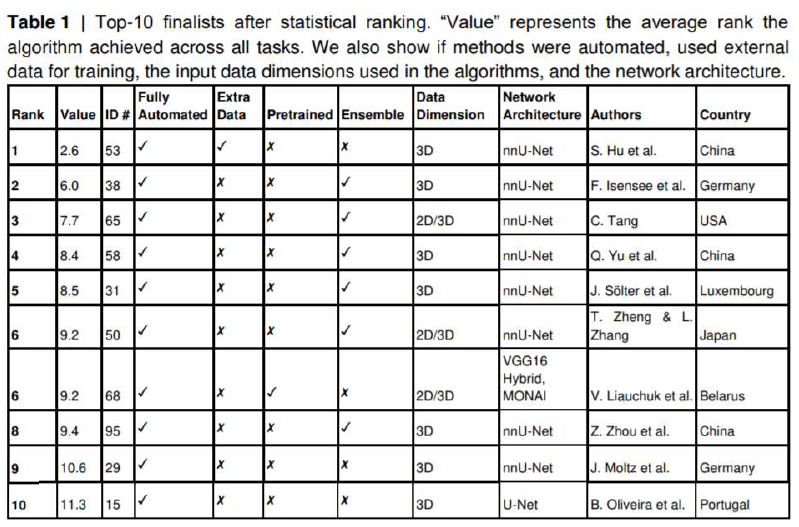 Table 1 | Top-10 finalists after statistical ranking. “Value” represents the average rank the
algorithm achieved across all tasks. We also show if methods were automated, used external
data for training, the input data dimensions used in the algorithms, and the network architecture.
Rank Value ID # Fully Automated Extra Data Pretrained Ensemble Data Dimension Network Architecture Authors Country
1 2.6 53 ✓ ✓ ✗ ✗ 3D nnU-Net S. Hu et al. China
2 6.0 38 ✓ ✗ ✗ ✓ 3D nnU-Net F. Isensee et al. Germany
3 7.7 65 ✓ ✗ ✗ ✓ 2D/3D nnU-Net C. Tang USA
4 8.4 58 ✓ ✗ ✗ ✓ 3D nnU-Net Q. Yu et al. China
5 8.5 31 ✓ ✗ ✗ ✓ 3D nnU-Net J. Sölter et al. Luxembourg
6 9.2 50 ✓ ✗ ✗ ✓ 2D/3D nnU-Net T. Zheng & L. Zhang Japan
6 9.2 68 ✓ ✗ ✓ ✗ 2D/3D VGG16 Hybrid, MONAI V. Liauchuk et al. Belarus
8 9.4 95 ✓ ✗ ✗ ✓ 3D nnU-Net Z. Zhou et al. China
9 10.6 29 ✓ ✗ ✗ ✗ 3D nnU-Net J. Moltz et al. Germany
10 11.3 15 ✓ ✗ ✗ ✗ 3D U-Net B. Oliveira et al. Portugal